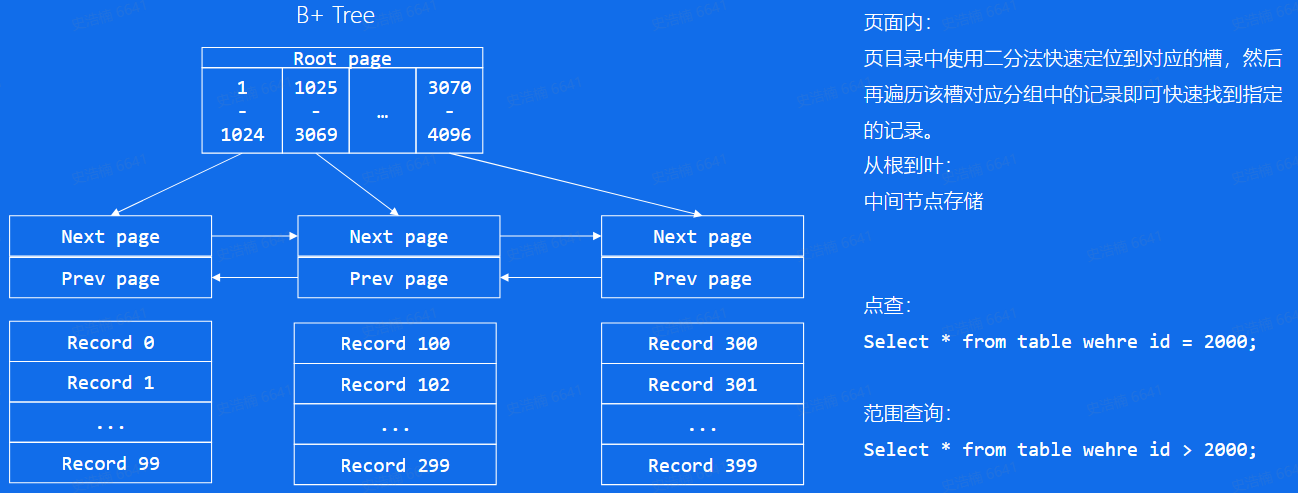 B+ Tree
Root page
1
-
1024
1025
-
3069
…
3070
-
4096
Next page
Prev page
Next page
Prev page
Next page
Prev page
Record 0
Record 1
...
Record 99
Record 100
Record 102
...
Record 299
Record 300
Record 301
...
Record 399
页面内：
页目录中使用二分法快速定位到对应的槽，然后
再遍历该槽对应分组中的记录即可快速找到指定
的记录。
从根到叶：
中间节点存储
点查：
Select * from table wehre id = 2000;
范围查询：
Select * from table wehre id > 2000;